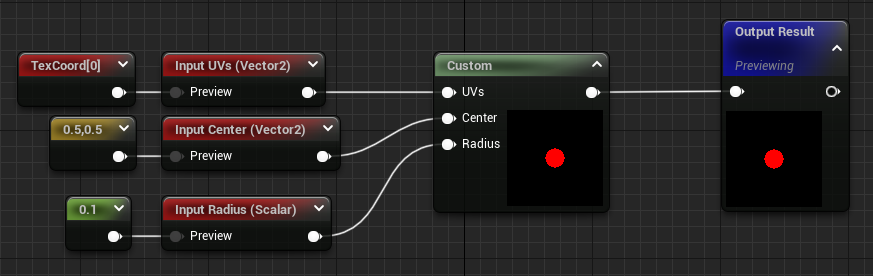 Output Result
Previewing
TexCoord[0]
Input UVs (Vector2)
Preview
Custom
UVs
Center
Radius
0.5,0.5
Input Center (Vector2)
Preview
0.1
Input Radius (Scalar)
Preview